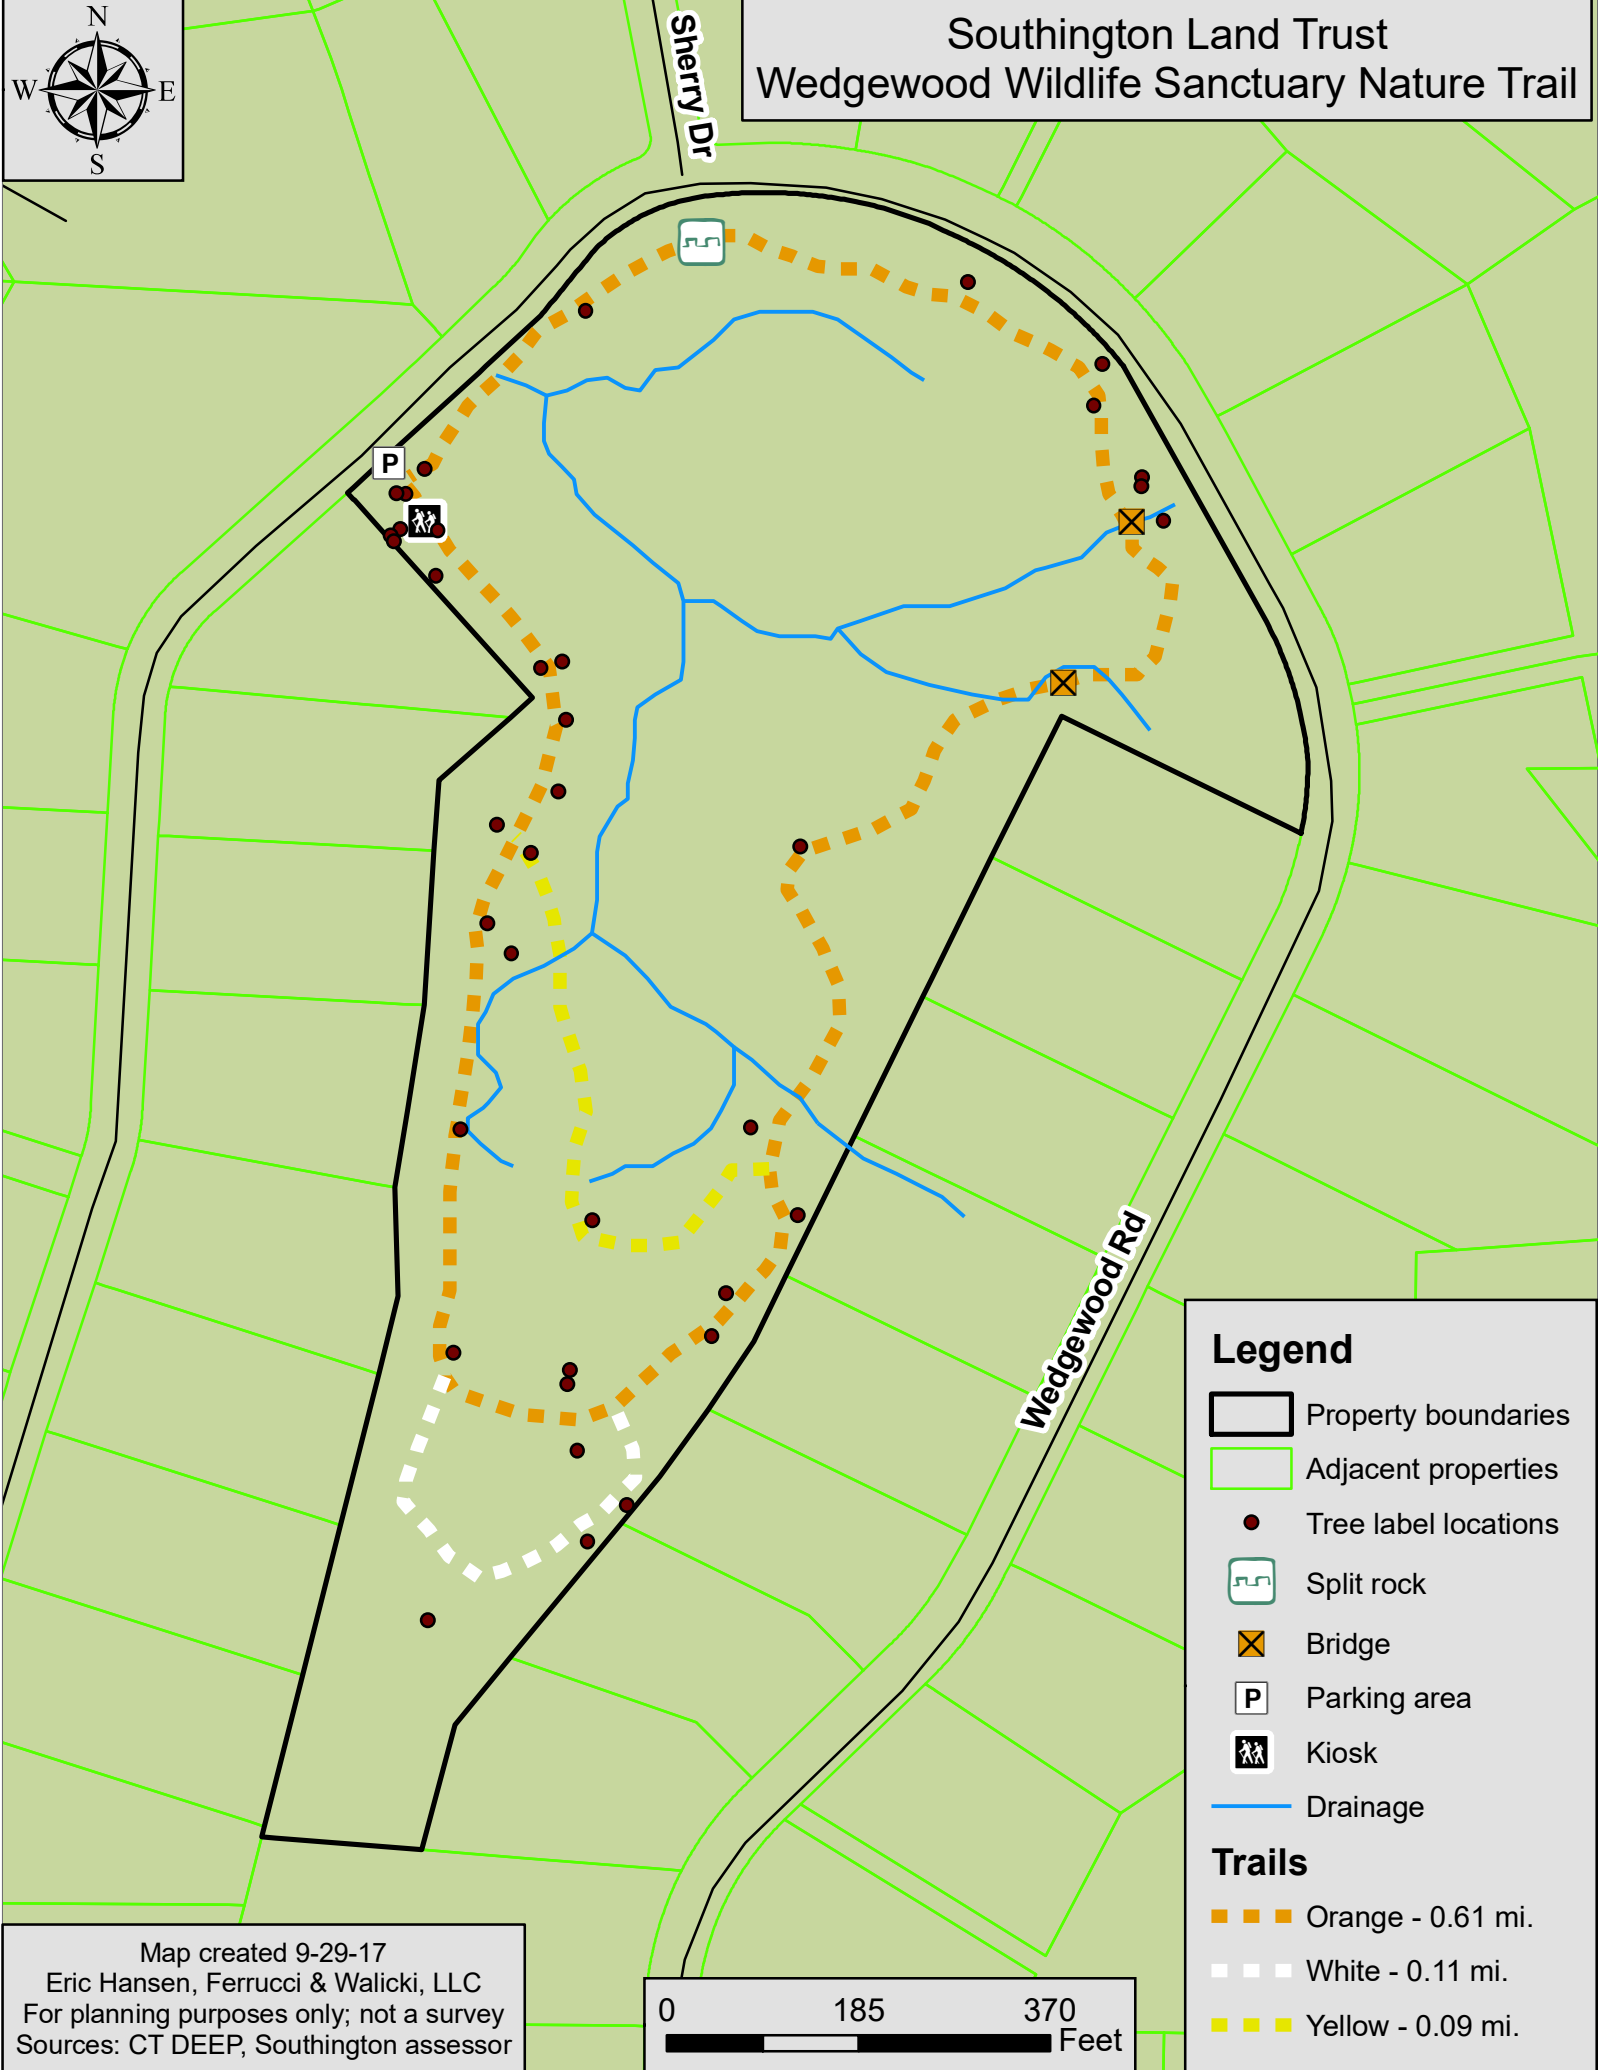 N
W
E
S
Sherry Dr
Southington Land Trust
Wedgewood Wildlife Sanctuary Nature Trail
P
Wedgewood Rd
Legend
Property boundaries
Adjacent properties
Tree label locations
Split rock
Bridge
P Parking area
Kiosk
Drainage
Trails
Orange - 0.61 mi.
White - 0.11 mi.
Yellow - 0.09 mi.
Map created 9-29-17
Eric Hansen, Ferrucci & Walicki, LLC
For planning purposes only; not a survey
Sources: CT DEEP, Southington assessor
0 185 370
Feet